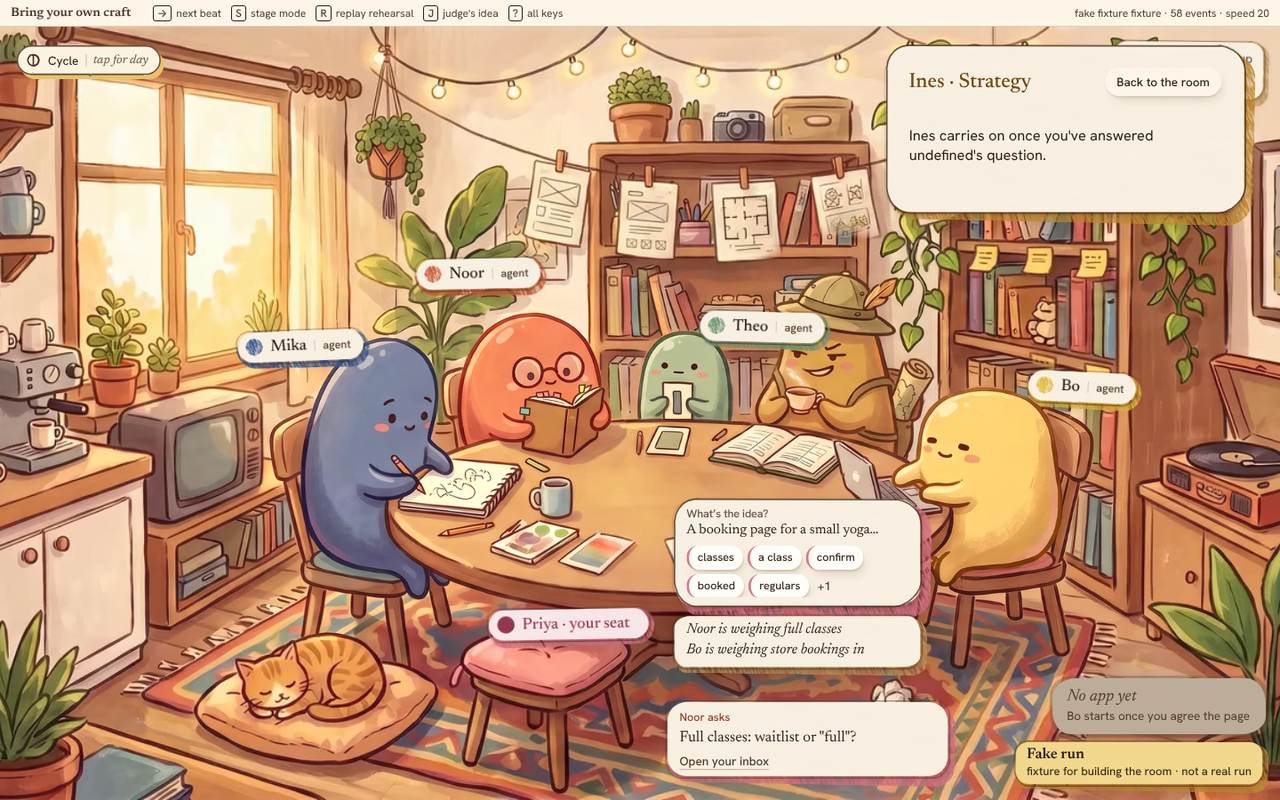 Bring your own craft
→ next beat S stage mode R replay rehearsal J judge's idea ? all keys
fake fixture fixture · 58 events · speed 20
Cycle tap for day
Ines · Strategy
Back to the room
Ines carries on once you've answered
undefined's question.
Noor agent
Theo agent
Mika agent
Bo agent
What's the idea?
A booking page for a small yoga...
classes a class confirm
booked regulars +1
Priya · your seat
Noor is weighing full classes
Bo is weighing store bookings in
Noor asks
Full classes: waitlist or "full"?
Open your inbox
No app yet
Bo starts once you agree the page
Fake run
fixture for building the room · not a real run